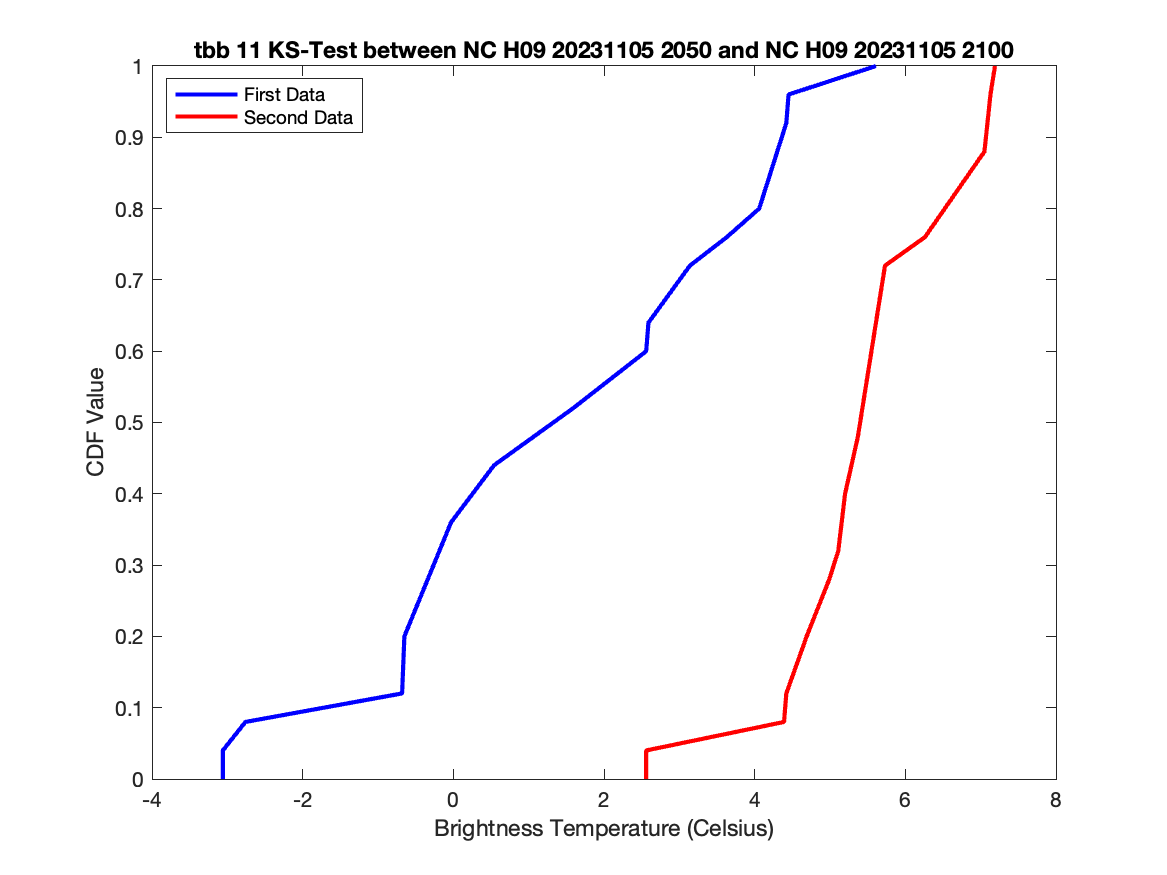 tbb 11 KS-Test between NC H09 20231105 2050 and NC H09 20231105 2100
First Data
Second Data
1
0.9
0.8
0.7
0.6
0.5
0.4
0.3
0.2
0.1
0
CDF Value
-4 -2 0 2 4 6 8
Brightness Temperature (Celsius)